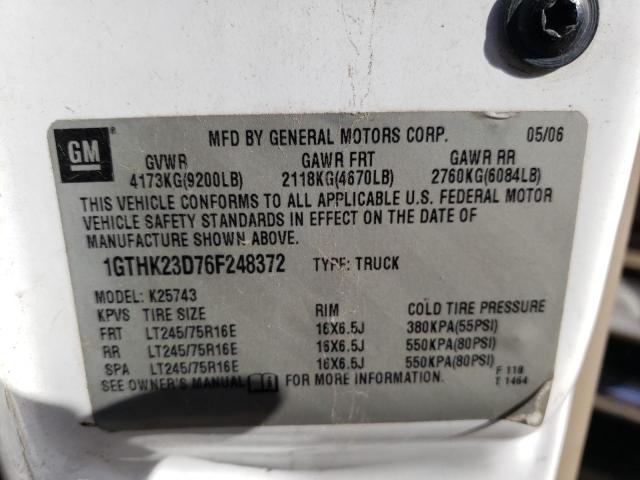 GM ® MFD BY GENERAL MOTORS CORP. 05/06
GVWR GAWR FRT GAWR RR
4173KG(9200LB) 2118KG(4670LB) 2760KG(6084LB)
THIS VEHICLE CONFORMS TO ALL APPLICABLE U.S. FEDERAL MOTOR
VEHICLE SAFETY STANDARDS IN EFFECT ON THE DATE OF
MANUFACTURE SHOWN ABOVE.
1GTHK23D76F248372 TYPE: TRUCK
MODEL: K25743
KPVS TIRE SIZE RIM COLD TIRE PRESSURE
FRT LT245/75R16E 16X6.5J 380KPA(55PSI)
RR LT245/75R16E 16X6.5J 550KPA(80PSI)
SPA LT245/75R16E 16X6.5J 550KPA(80PSI)
SEE OWNER'S MANUAL FOR MORE INFORMATION.
F 118
T 1464